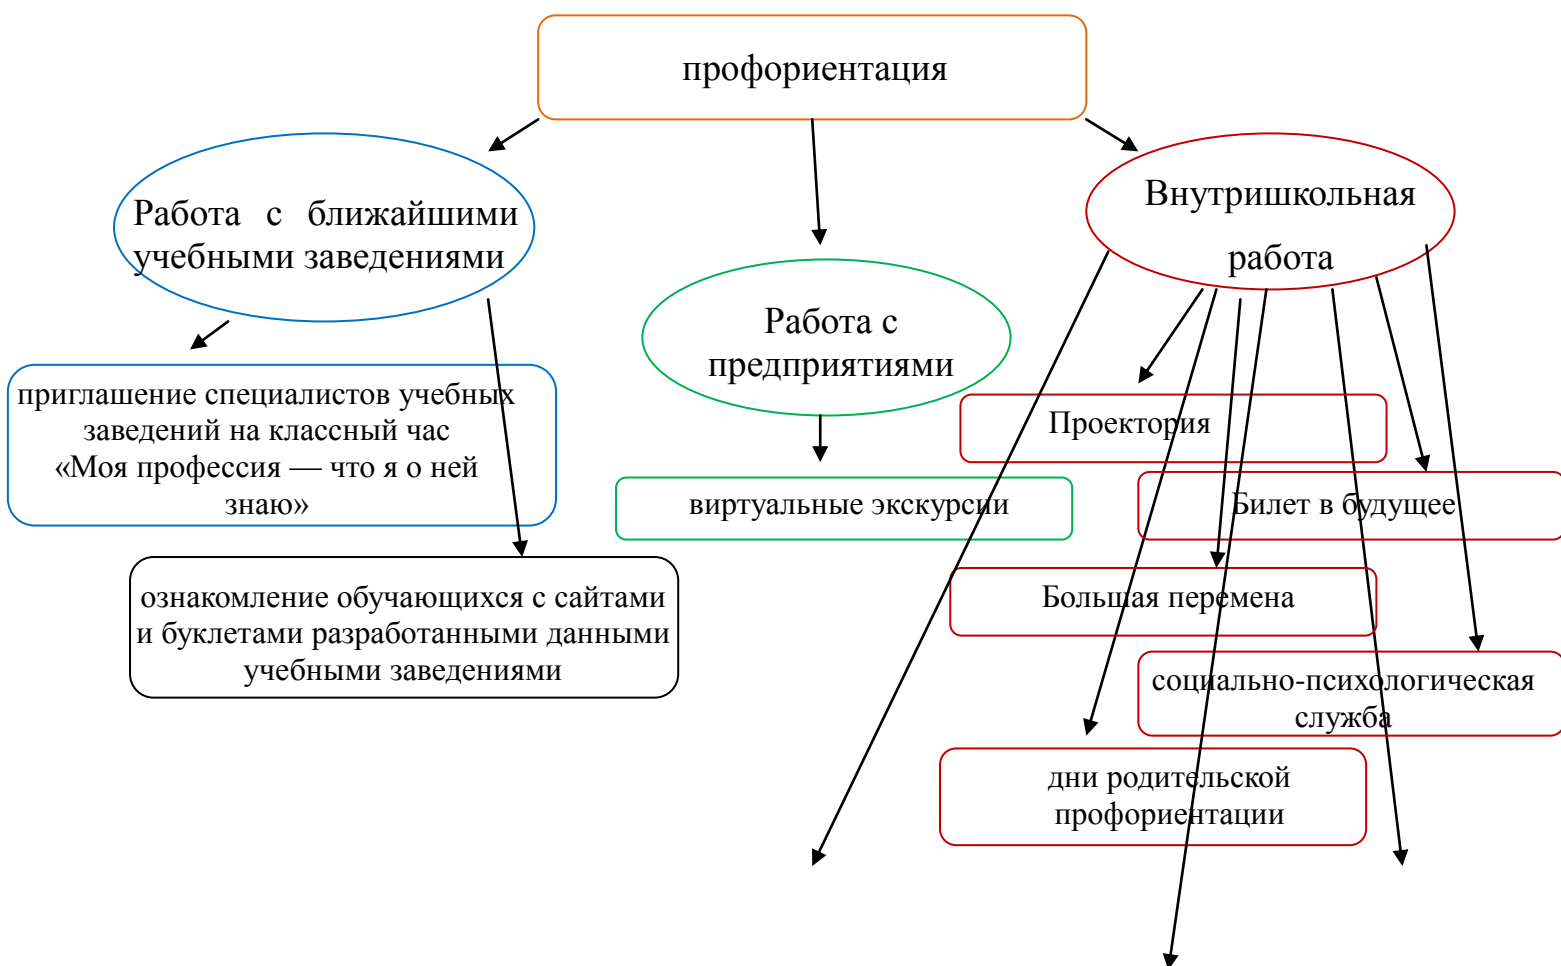 профориентация
Работа с ближайшими
учебными заведениями
Внутришкольная
работа
Работа с
предприятиями
приглашение специалистов учебных
заведений на классный час
«Моя профессия — что я о ней
знаю»
Проектория
виртуальные экскурсии
Билет в будущее
ознакомление обучающихся с сайтами
и буклетами разработанными данными
учебными заведениями
Большая перемена
социально-психологическая
служба
дни родительской
профориентации